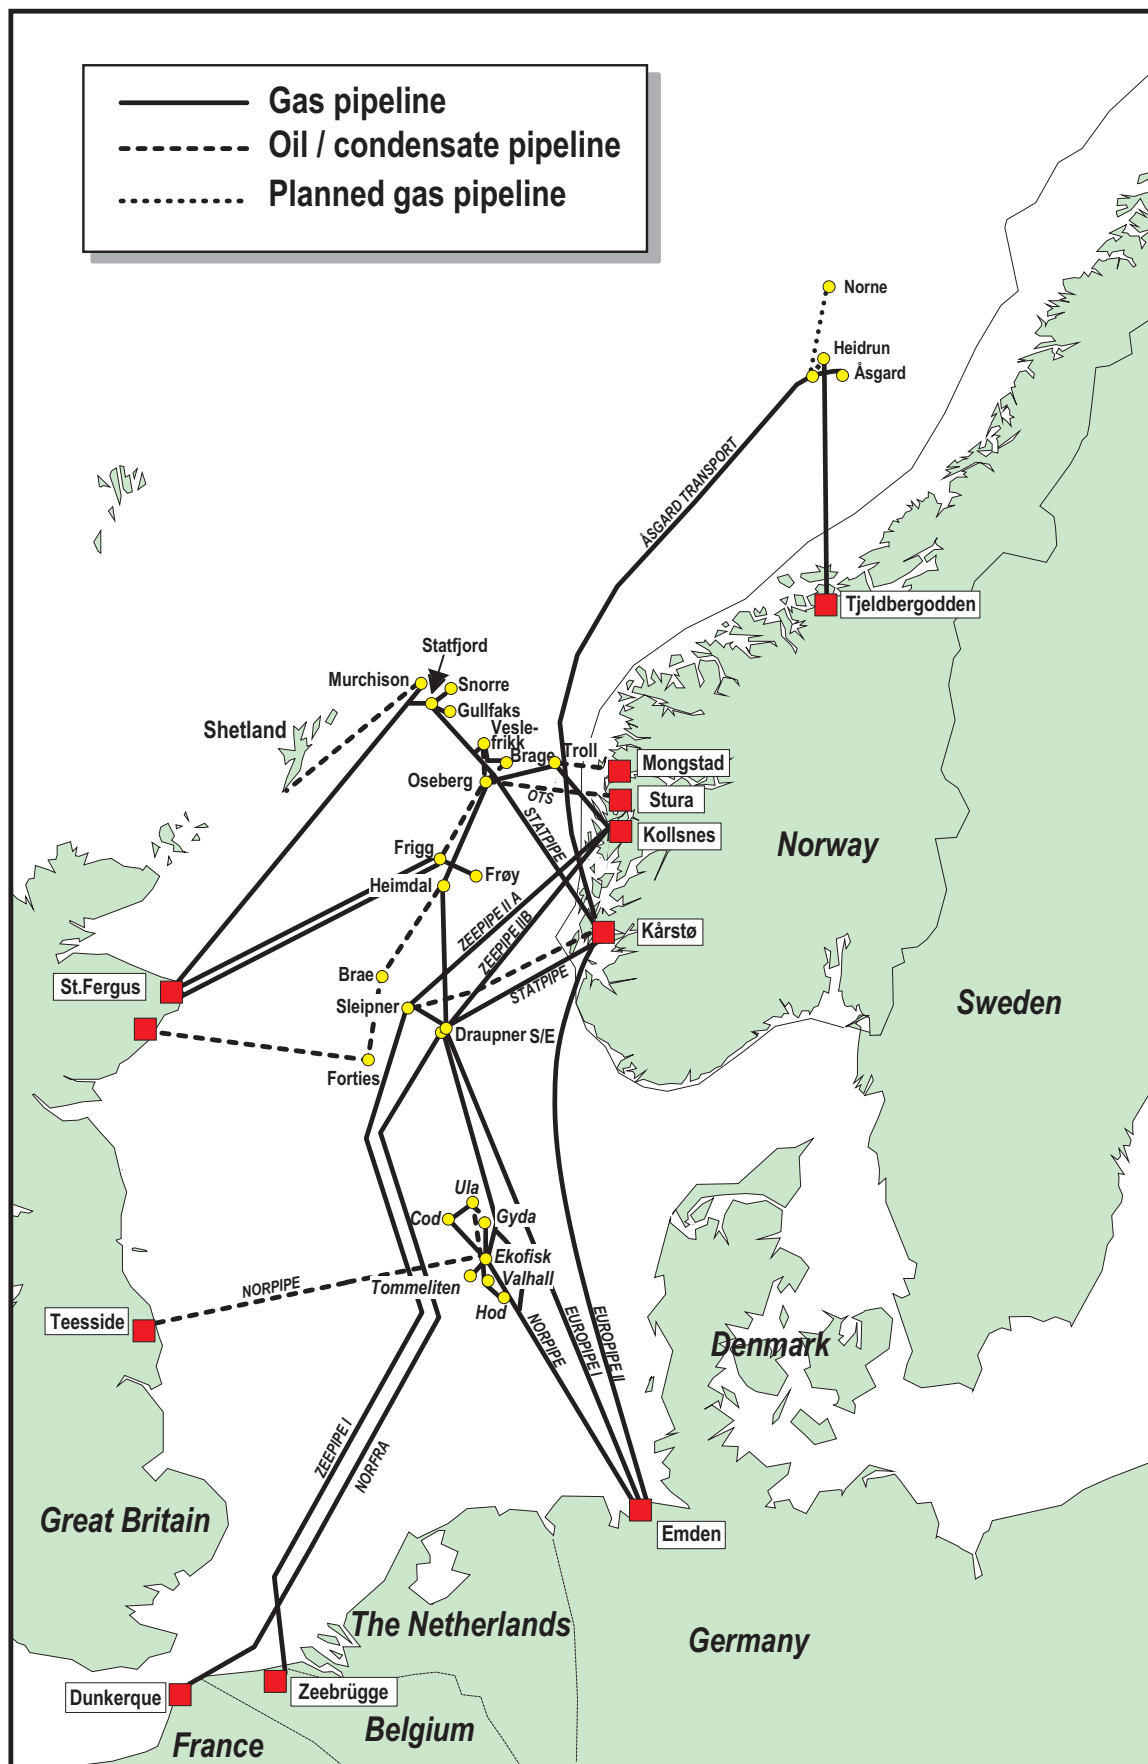 Gas pipeline
Oil / condensate pipeline
Planned gas pipeline
Norne
Heidrun
Åsgard
ÅSGARD TRANSPORT
Tjeldbergodden
Statfjord
Murchison
Snorre
Gullfaks
Shetland
Vesle-
frikk
Brage
Troll
Mongstad
Oseberg
OTS
Stura
STATPIPE
Kollsnes
Norway
Frigg
Frøy
Heimdal
ZEEPIPE II A
ZEEPIPE IIB
Kårstø
Brae
STATPIPE
St.Fergus
Sleipner
Sweden
Draupner S/E
Forties
Ula
Cod
Gyda
Ekofisk
Tommeliten
Valhall
Hod
NORPIPE
Teesside
NORPIPE
EUROPIPE I
EUROPIPE II
Denmark
ZEEPIPE I
NORFRA
Great Britain
Emden
The Netherlands
Germany
Dunkerque
Zeebrügge
Belgium
France